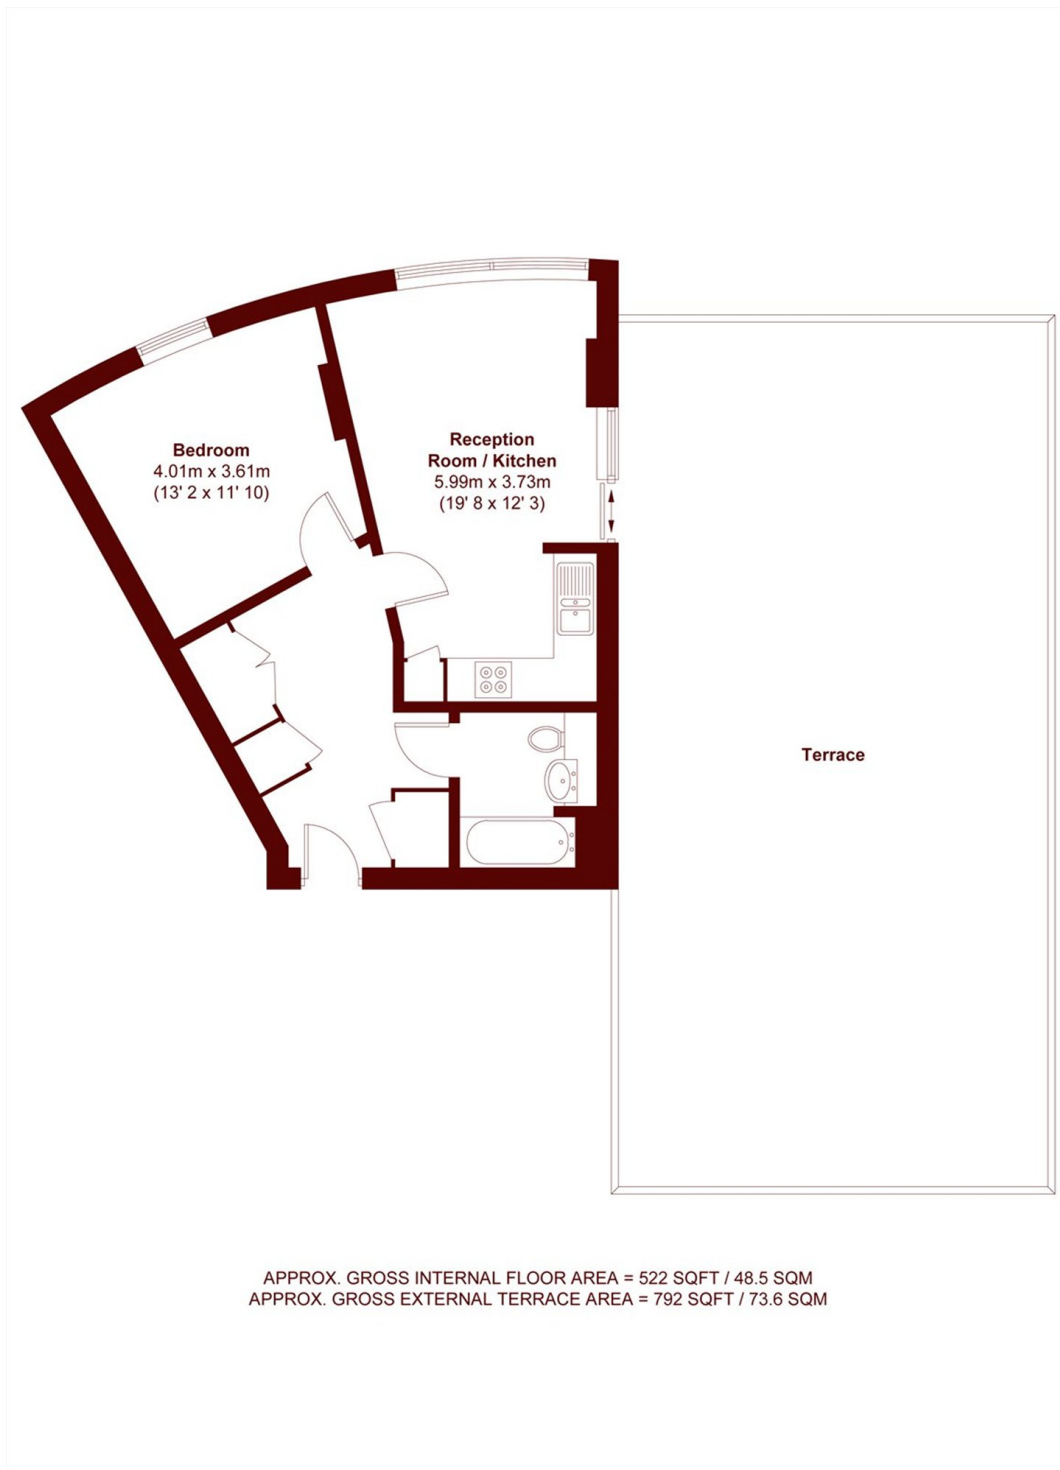 Bedroom
4.01m x 3.61m
(13' 2 x 11' 10)
Reception
Room / Kitchen
5.99m x 3.73m
(19' 8 x 12' 3)
Terrace
APPROX. GROSS INTERNAL FLOOR AREA = 522 SQFT / 48.5 SQM
APPROX. GROSS EXTERNAL TERRACE AREA = 792 SQFT / 73.6 SQM